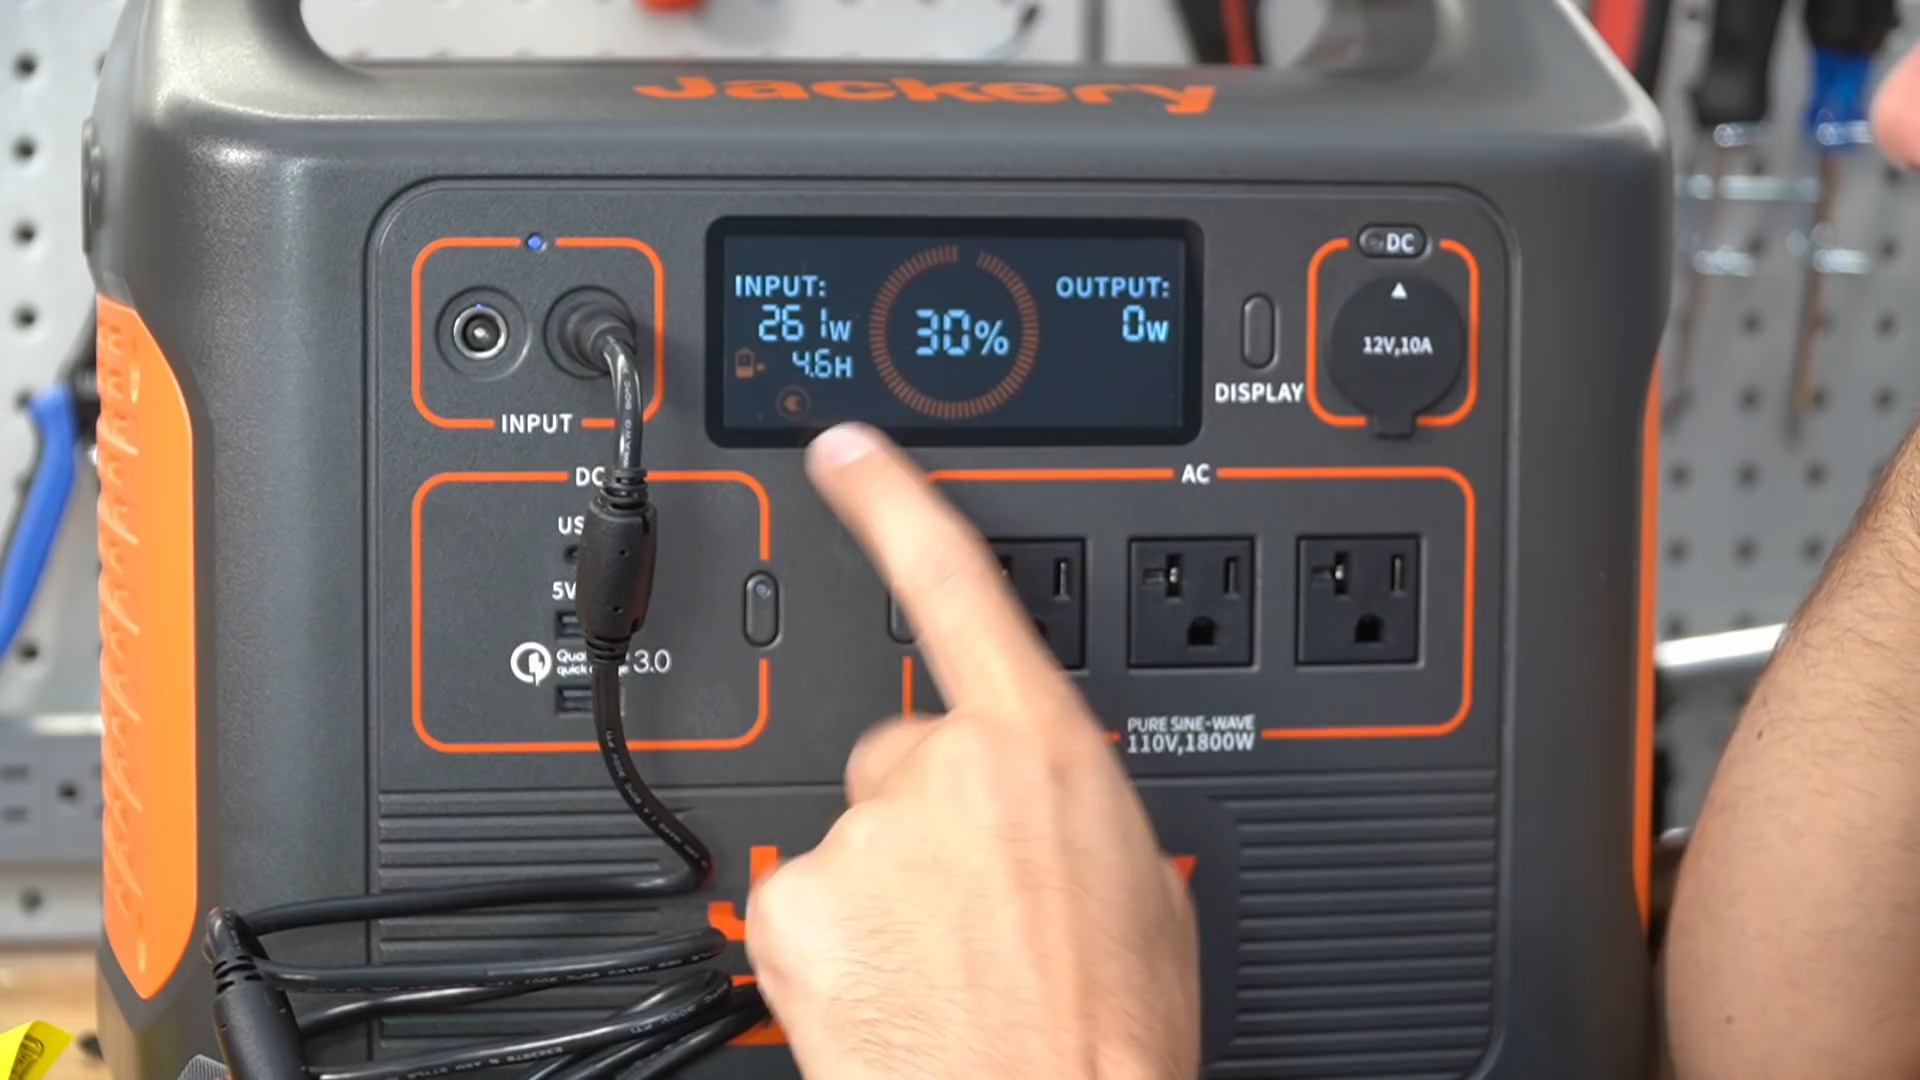 Jackery
INPUT:
261W
4.6H
30%
OUTPUT:
0W
DISPLAY
DC
12V,10A
INPUT
DC
AC
3.0
PURE SINE-WAVE
110V,1800W